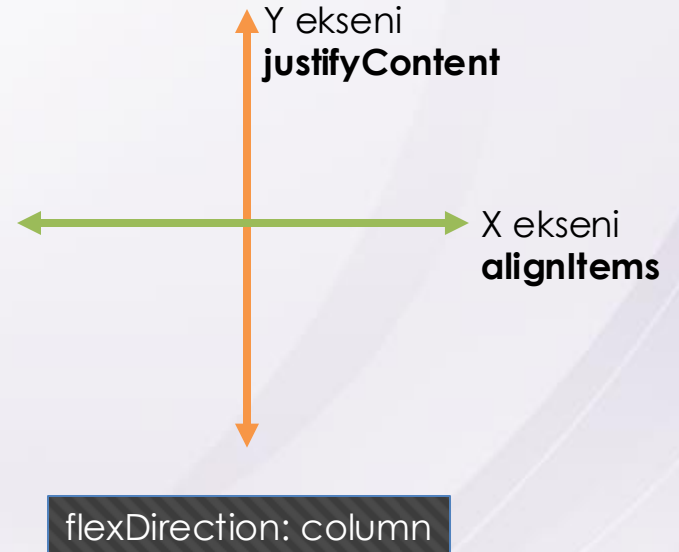 Y ekseni
justifyContent
X ekseni
alignItems
flexDirection: column